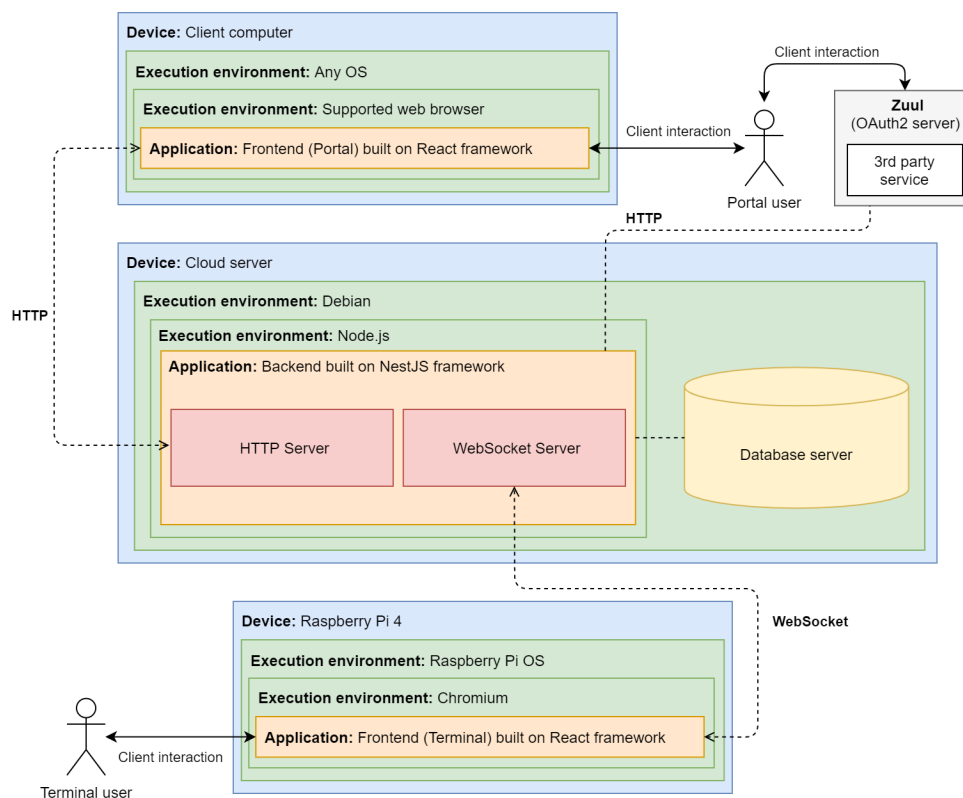 Device: Client computer
Execution environment: Any OS
Execution environment: Supported web browser
Application: Frontend (Portal) built on React framework
Client interaction
Client interaction
Portal user
Zuul
(OAuth2 server)
3rd party
service
HTTP
HTTP
Device: Cloud server
Execution environment: Debian
Execution environment: Node.js
Application: Backend built on NestJS framework
HTTP Server
WebSocket Server
Database server
WebSocket
Device: Raspberry Pi 4
Execution environment: Raspberry Pi OS
Execution environment: Chromium
Application: Frontend (Terminal) built on React framework
Client interaction
Terminal user